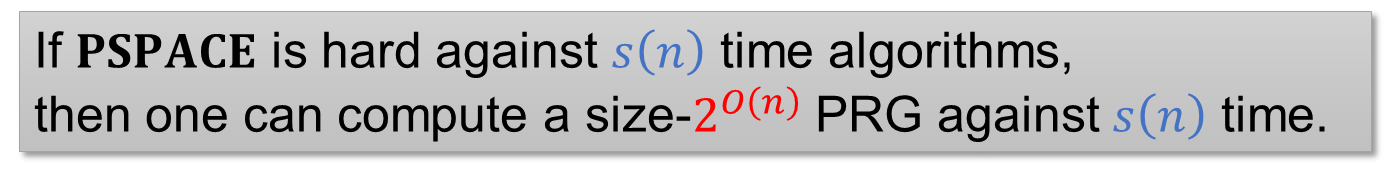 If PSPACE is hard against s(n) time algorithms,
then one can compute a size-2^{O(n)} PRG against s(n) time.